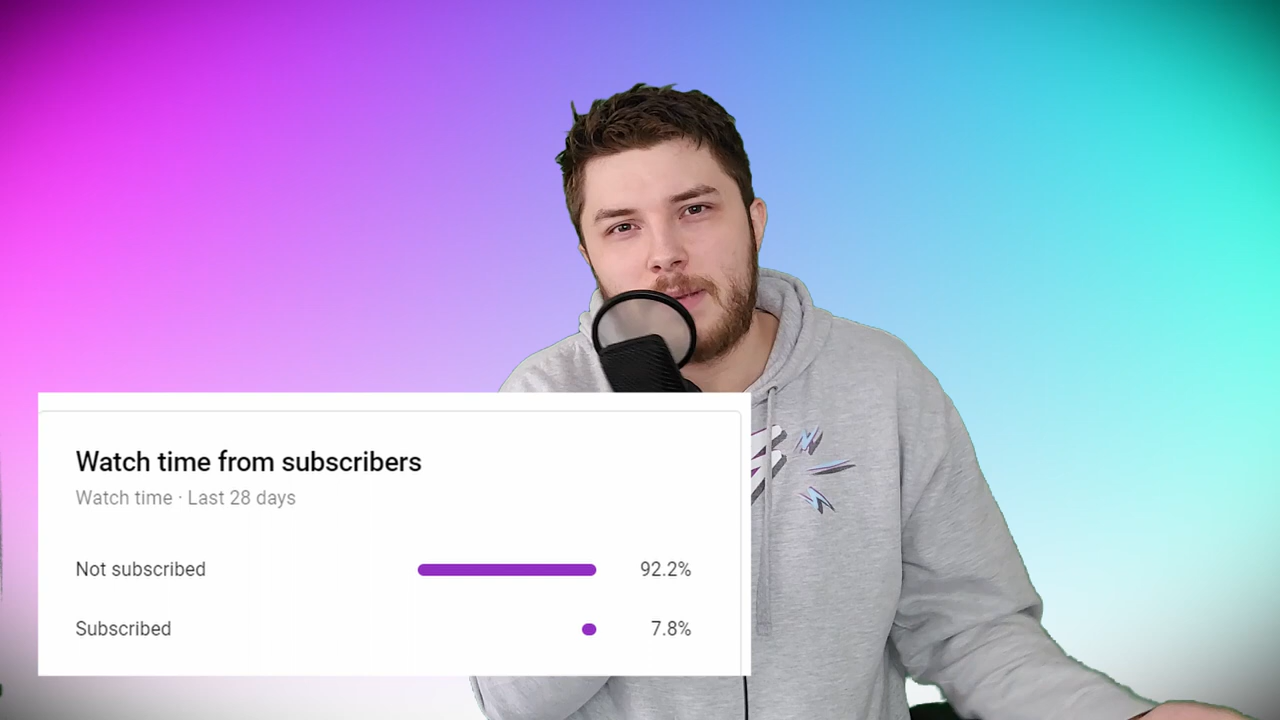 Watch time from subscribers
Watch time · Last 28 days
Not subscribed 92.2%
Subscribed 7.8%